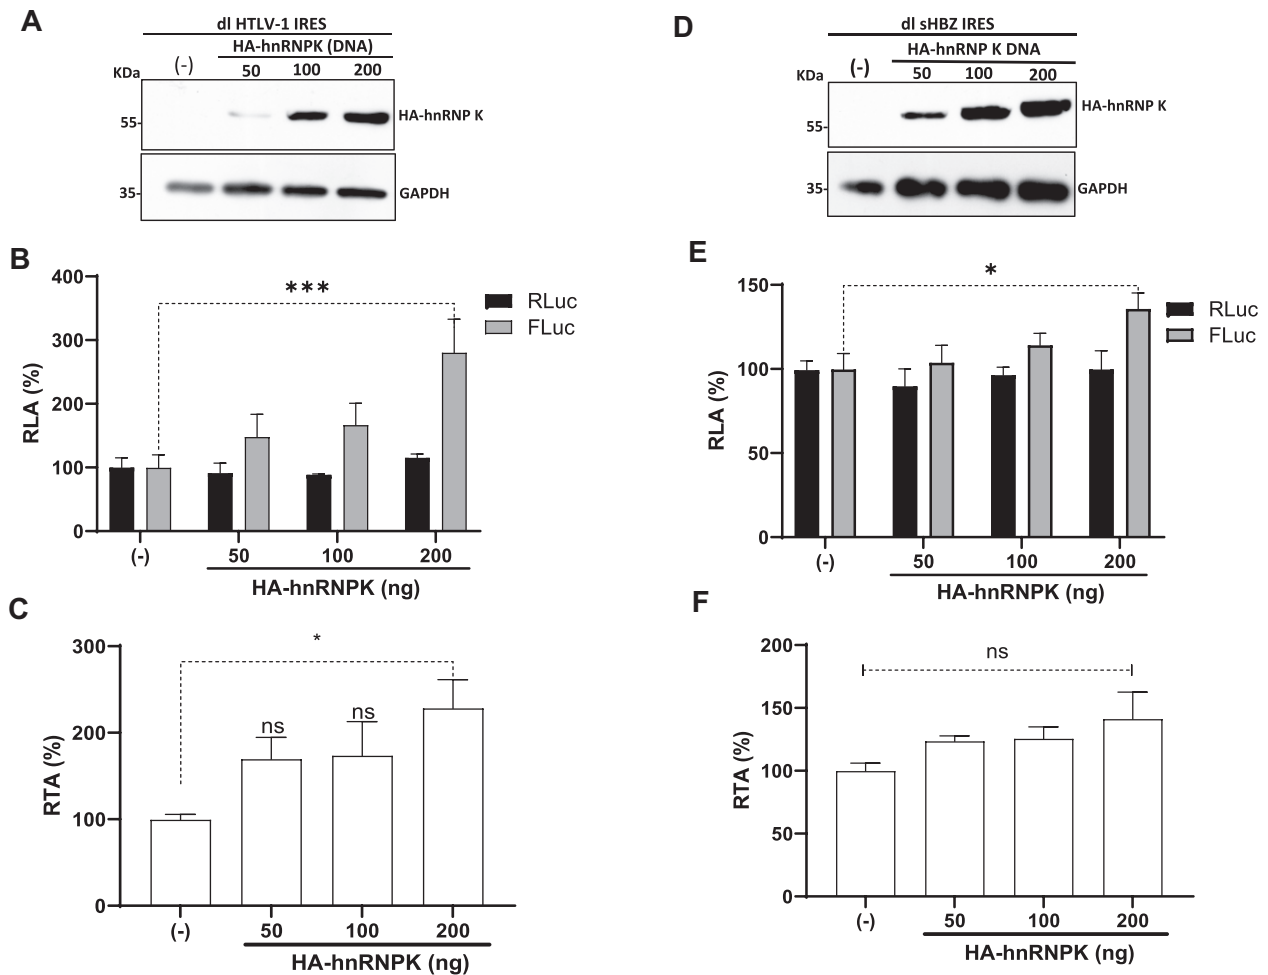 A
dl HTLV-1 IRES
HA-hnRNPK (DNA)
(-) 50 100 200
KDa
55-
HA-hnRNP K
35-
GAPDH
B
400
300
200
100
0
RLA (%)
***
RLuc
FLuc
(-) 50 100 200
HA-hnRNPK (ng)
C
300
200
100
0
RTA (%)
*
ns
ns
(-) 50 100 200
HA-hnRNPK (ng)
D
dl sHBZ IRES
HA-hnRNP K DNA
(-) 50 100 200
KDa
55-
HA-hnRNP K
35-
GAPDH
E
150
100
50
0
RLA (%)
*
RLuc
FLuc
(-) 50 100 200
HA-hnRNPK (ng)
F
200
150
100
50
0
RTA (%)
ns
(-) 50 100 200
HA-hnRNPK (ng)